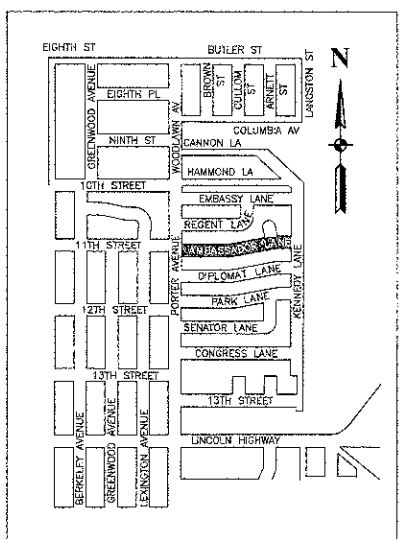 EIGHTH ST
BUTLER ST
N
GREENWOOD AVENUE
EIGHTH PL
BROWN ST
CULLOM ST
ARNETT ST
LANGSTON ST
WOODLAWN AV
COLUMBIA AV
NINTH ST
CANNON LA
HAMMOND LA
10TH STREET
EMBASSY LANE
REGENT LANE
11TH STREET
AMBASSADOR LANE
DIPLOMAT LANE
PORTER AVENUE
KENNEDY LANE
PARK LANE
12TH STREET
SENATOR LANE
CONGRESS LANE
13TH STREET
13TH STREET
LINCOLN HIGHWAY
BERKELEY AVENUE
GREENWOOD AVENUE
LEXINGTON AVENUE